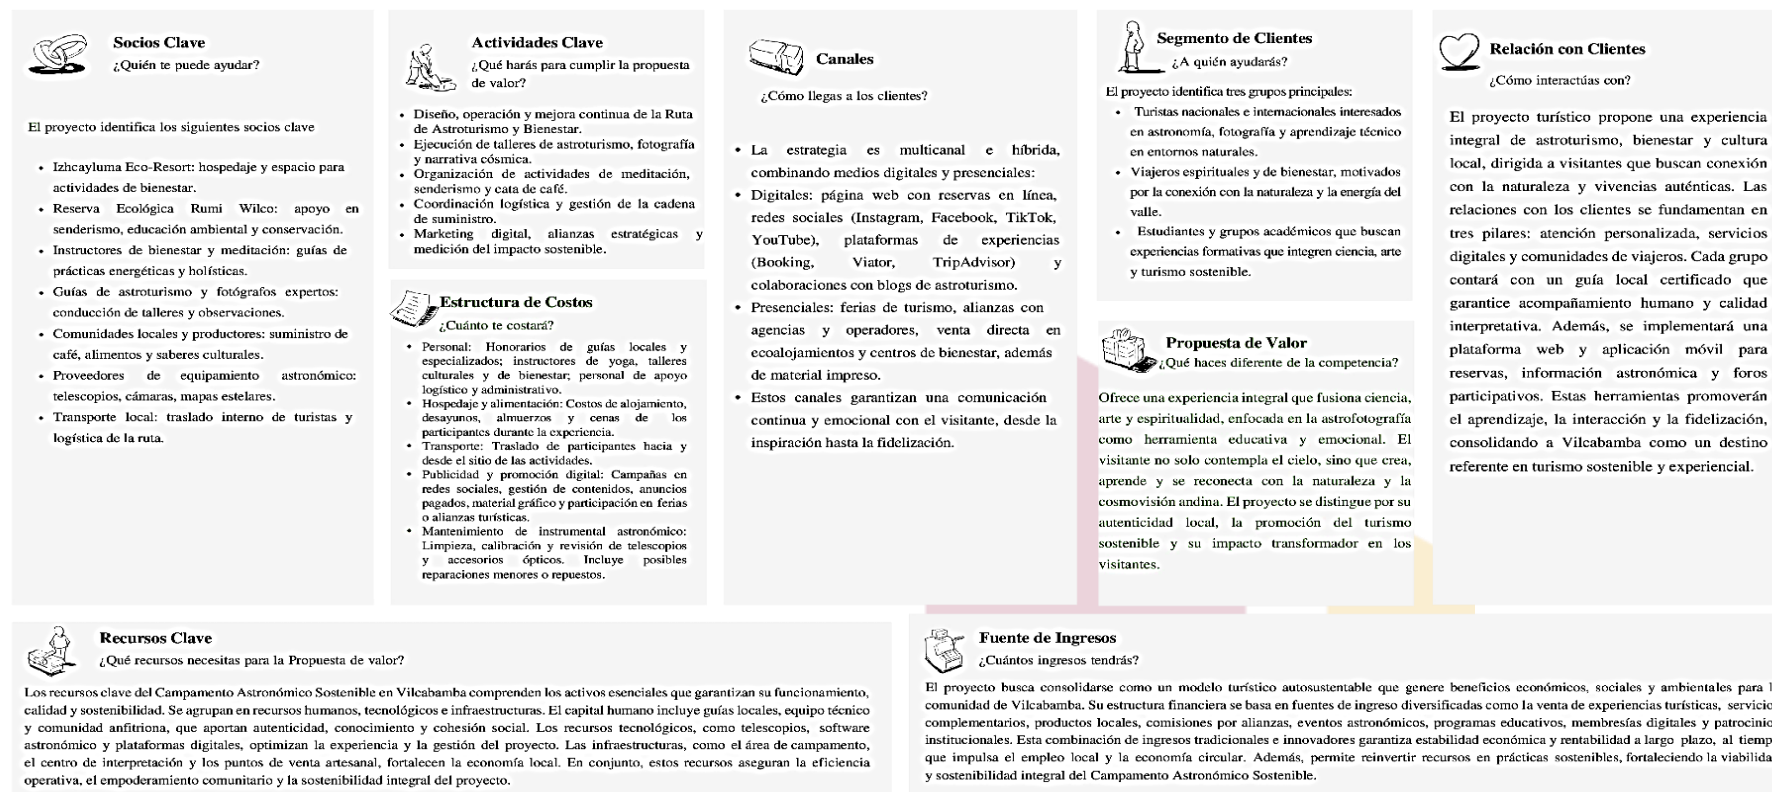 Socios Clave
¿Quién te puede ayudar?
El proyecto identifica los siguientes socios clave
• Izhcayluma Eco-Resort: hospedaje y espacio para
actividades de bienestar.
• Reserva Ecológica Rumi Wilco: apoyo en
senderismo, educación ambiental y conservación.
• Instructores de bienestar y meditación: guías de
prácticas energéticas y holísticas.
• Guías de astroturismo y fotógrafos expertos:
conducción de talleres y observaciones.
• Comunidades locales y productores: suministro de
café, alimentos y saberes culturales.
• Proveedores de equipamiento astronómico:
telescopios, cámaras, mapas estelares.
• Transporte local: traslado interno de turistas y
logística de la ruta.
Actividades Clave
¿Qué harás para cumplir la propuesta
de valor?
• Diseño, operación y mejora continua de la Ruta
de Astroturismo y Bienestar.
• Ejecución de talleres de astroturismo, fotografía
y narrativa cósmica.
• Organización de actividades de meditación,
senderismo y cata de café.
• Coordinación logística y gestión de la cadena
de suministro.
• Marketing digital, alianzas estratégicas y
medición del impacto sostenible.
Estructura de Costos
¿Cuánto te costará?
• Personal: Honorarios de guías locales y
especializados; instructores de yoga, talleres
culturales y de bienestar; personal de apoyo
logístico y administrativo.
• Hospedaje y alimentación: Costos de alojamiento,
desayunos, almuerzos y cenas de los
participantes durante la experiencia.
• Transporte: Traslado de participantes hacia y
desde el sitio de las actividades.
• Publicidad y promoción digital: Campañas en
redes sociales, gestión de contenidos, anuncios
pagados, material gráfico y participación en ferias
o alianzas turísticas.
• Mantenimiento de instrumental astronómico:
Limpieza, calibración y revisión de telescopios
y accesorios ópticos. Incluye posibles
reparaciones menores o repuestos.
Canales
¿Cómo llegas a los clientes?
• La estrategia es multicanal e híbrida,
combinando medios digitales y presenciales:
• Digitales: página web con reservas en línea,
redes sociales (Instagram, Facebook, TikTok,
YouTube), plataformas de experiencias
(Booking, Viator, TripAdvisor) y
colaboraciones con blogs de astroturismo.
• Presenciales: ferias de turismo, alianzas con
agencias y operadores, venta directa en
ecoalojamientos y centros de bienestar, además
de material impreso.
• Estos canales garantizan una comunicación
continua y emocional con el visitante, desde la
inspiración hasta la fidelización.
Segmento de Clientes
¿A quién ayudarás?
El proyecto identifica tres grupos principales:
• Turistas nacionales e internacionales interesados
en astronomía, fotografía y aprendizaje técnico
en entornos naturales.
• Viajeros espirituales y de bienestar, motivados
por la conexión con la naturaleza y la energía del
valle.
• Estudiantes y grupos académicos que buscan
experiencias formativas que integren ciencia, arte
y turismo sostenible.
Propuesta de Valor
¿Qué haces diferente de la competencia?
Ofrece una experiencia integral que fusiona ciencia,
arte y espiritualidad, enfocada en la astrofotografía
como herramienta educativa y emocional. El
visitante no solo contempla el cielo, sino que crea,
aprende y se reconecta con la naturaleza y la
cosmovisión andina. El proyecto se distingue por su
autenticidad local, la promoción del turismo
sostenible y su impacto transformador en los
visitantes.
Relación con Clientes
¿Cómo interactúas con?
El proyecto turístico propone una experiencia
integral de astroturismo, bienestar y cultura
local, dirigida a visitantes que buscan conexión
con la naturaleza y vivencias auténticas. Las
relaciones con los clientes se fundamentan en
tres pilares: atención personalizada, servicios
digitales y comunidades de viajeros. Cada grupo
contará con un guía local certificado que
garantice acompañamiento humano y calidad
interpretativa. Además, se implementará una
plataforma web y aplicación móvil para
reservas, información astronómica y foros
participativos. Estas herramientas promoverán
el aprendizaje, la interacción y la fidelización,
consolidando a Vilcabamba como un destino
referente en turismo sostenible y experiencial.
Recursos Clave
¿Qué recursos necesitas para la Propuesta de valor?
Los recursos clave del Campamento Astronómico Sostenible en Vilcabamba comprenden los activos esenciales que garantizan su funcionamiento,
calidad y sostenibilidad. Se agrupan en recursos humanos, tecnológicos e infraestructuras. El capital humano incluye guías locales, equipo técnico
y comunidad anfitriona, que aportan autenticidad, conocimiento y cohesión social. Los recursos tecnológicos, como telescopios, software
astronómico y plataformas digitales, optimizan la experiencia y la gestión del proyecto. Las infraestructuras, como el área de campamento,
el centro de interpretación y los puntos de venta artesanal, fortalecen la economía local. En conjunto, estos recursos aseguran la eficiencia
operativa, el empoderamiento comunitario y la sostenibilidad integral del proyecto.
Fuente de Ingresos
¿Cuántos ingresos tendrás?
El proyecto busca consolidarse como un modelo turístico autosustentable que genere beneficios económicos, sociales y ambientales para l
comunidad de Vilcabamba. Su estructura financiera se basa en fuentes de ingreso diversificadas como la venta de experiencias turísticas, servicio
complementarios, productos locales, comisiones por alianzas, eventos astronómicos, programas educativos, membresías digitales y patrocinio
institucionales. Esta combinación de ingresos tradicionales e innovadores garantiza estabilidad económica y rentabilidad a largo plazo, al tiemp
que impulsa el empleo local y la economía circular. Además, permite reinvertir recursos en prácticas sostenibles, fortaleciendo la viabilida
y sostenibilidad integral del Campamento Astronómico Sostenible.